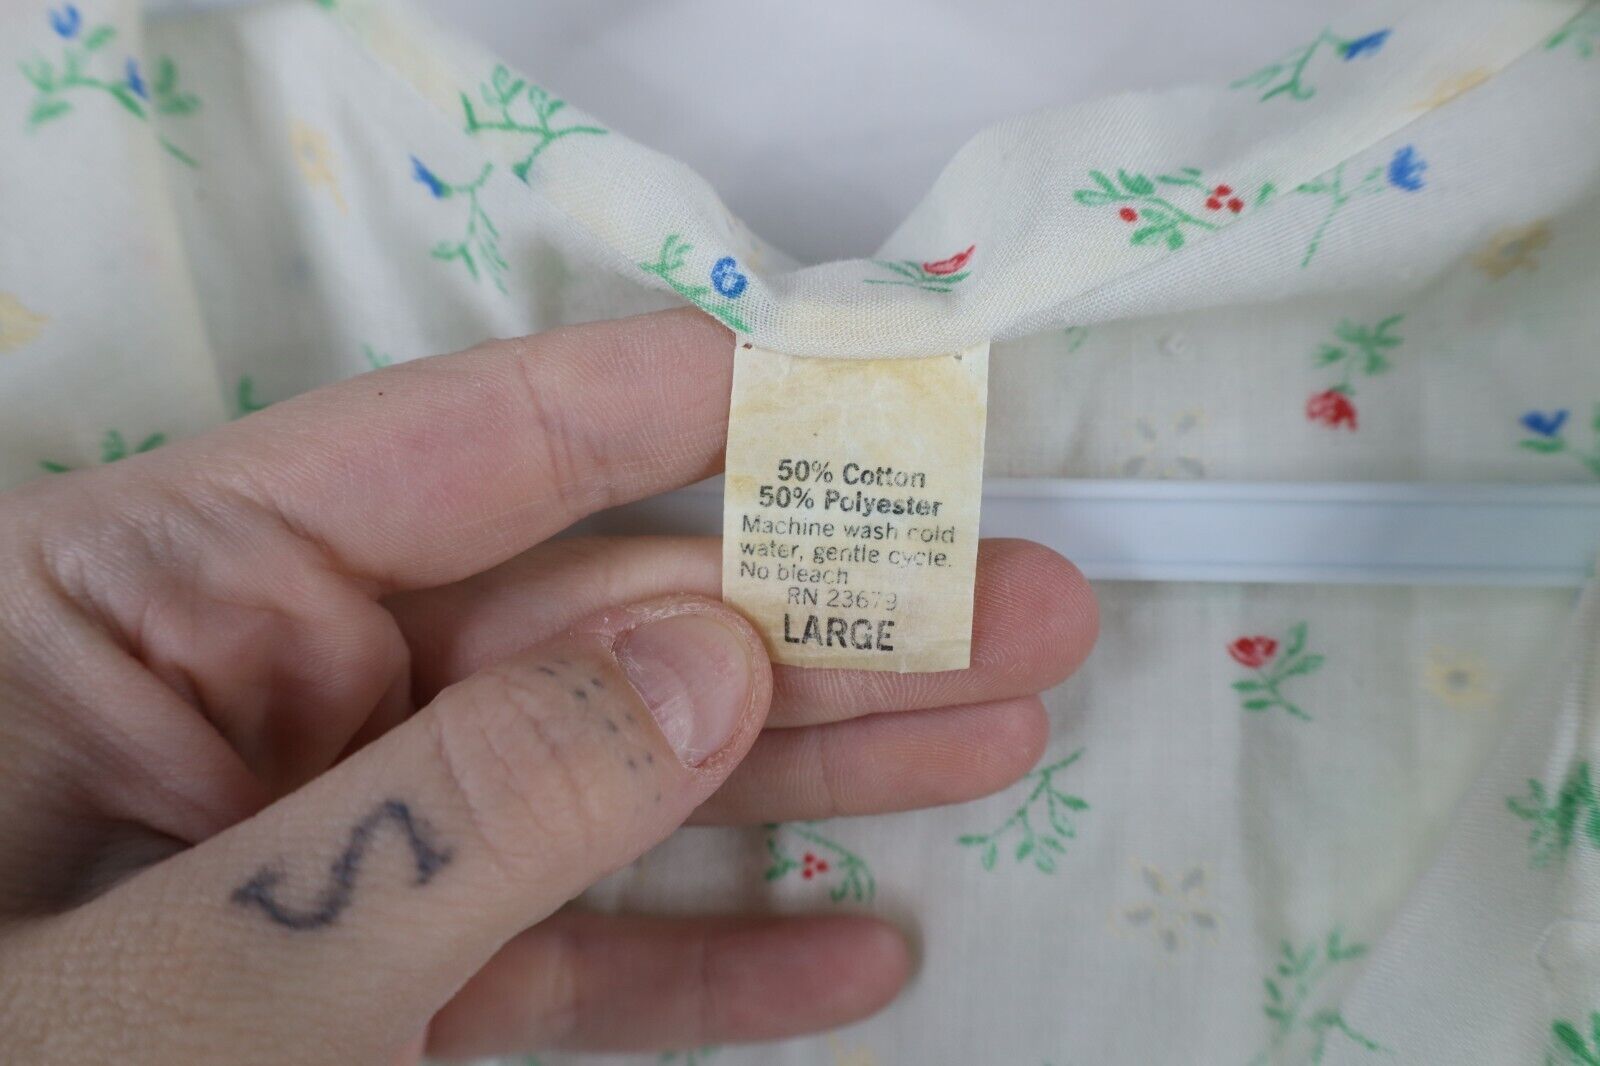 50% Cotton
50% Polyester
Machine wash cold
water, gentle cycle.
No bleach
RN 23679
LARGE
S